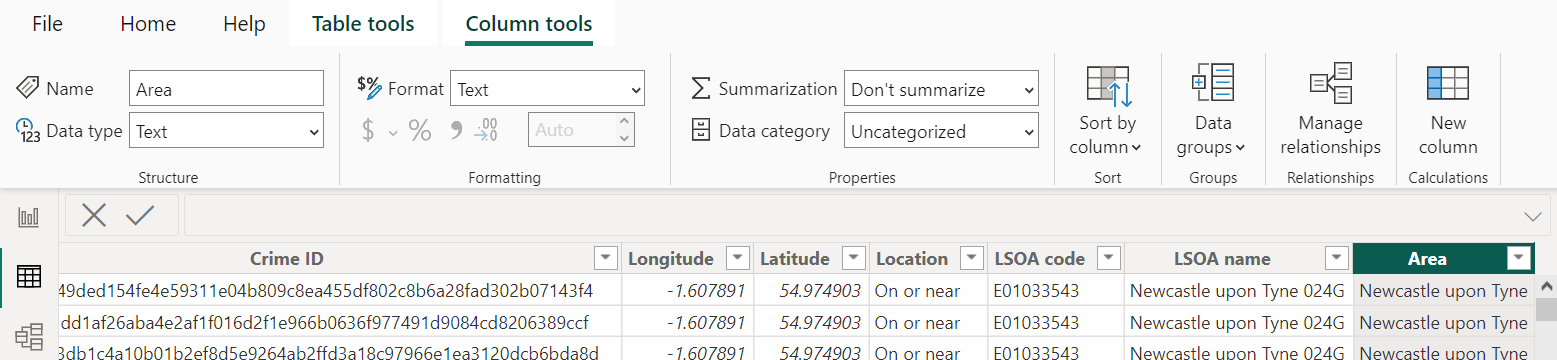 File Home Help Table tools Column tools
Name Area
Data type Text
Structure
$% Format Text
$ % , .00 →.0 Auto
Formatting
Summarization Don't summarize
Data category Uncategorized
Properties
Sort by
column
Sort
Data
groups
Groups
Manage
relationships
Relationships
New
column
Calculations
Crime ID Longitude Latitude Location LSOA code LSOA name Area
49ded154fe4e59311e04b809c8ea455df802c8b6a28fad302b07143f4 -1.607891 54.974903 On or near E01033543 Newcastle upon Tyne 024G Newcastle upon Tyne
dd1af26aba4e2af1f016d2f1e966b0636f977491d9084cd8206389ccf -1.607891 54.974903 On or near E01033543 Newcastle upon Tyne 024G Newcastle upon Tyne
3db1c4a10b01b2ef8d5e9264ab2ffd3a18c97966e1ea3120dcb6bda8d -1.607891 54.974903 On or near E01033543 Newcastle upon Tyne 024G Newcastle upon Tyne